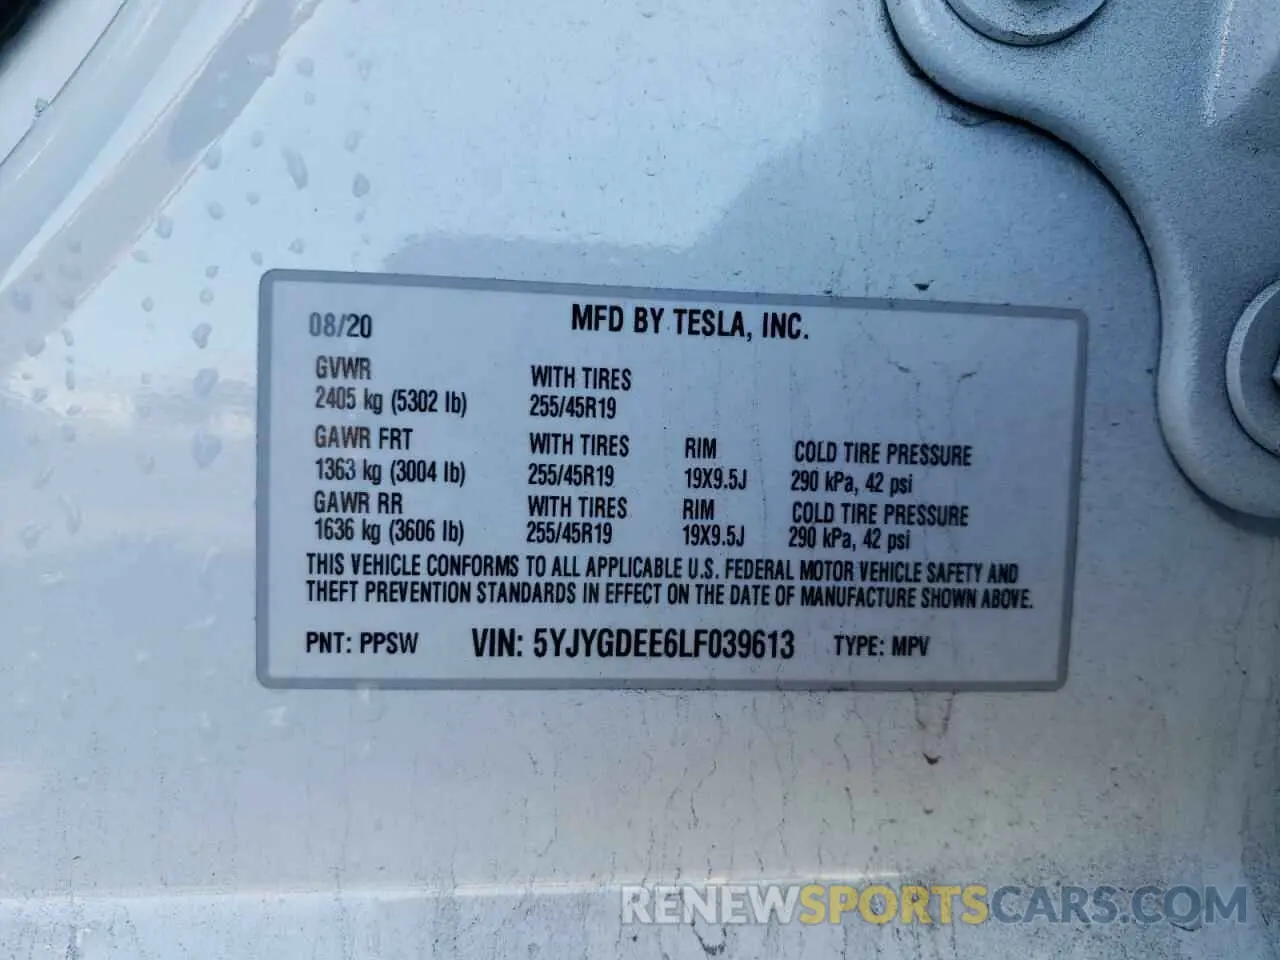 08/20 MFD BY TESLA, INC.
GVWR WITH TIRES
2405 kg (5302 lb) 255/45R19
GAWR FRT WITH TIRES RIM COLD TIRE PRESSURE
1363 kg (3004 lb) 255/45R19 19X9.5J 290 kPa, 42 psi
GAWR RR WITH TIRES RIM COLD TIRE PRESSURE
1636 kg (3606 lb) 255/45R19 19X9.5J 290 kPa, 42 psi
THIS VEHICLE CONFORMS TO ALL APPLICABLE U.S. FEDERAL MOTOR VEHICLE SAFETY AND
THEFT PREVENTION STANDARDS IN EFFECT ON THE DATE OF MANUFACTURE SHOWN ABOVE.
PNT: PPSW VIN: 5YJYGDEE6LF039613 TYPE: MPV
RENEWSPORTSCARS.COM